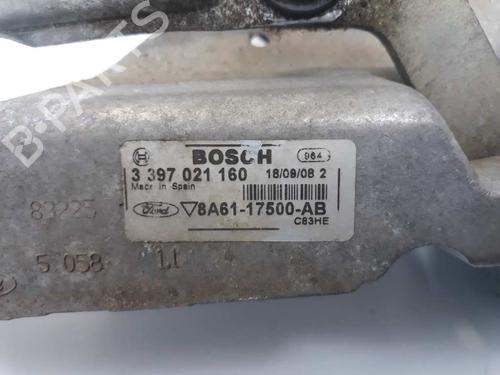 B-PARTS
BOSCH 964
3 397 021 160 18/09/08 2
Made in Spain
Ford 8A61-17500-AB
C83HE
83225
5 058 11